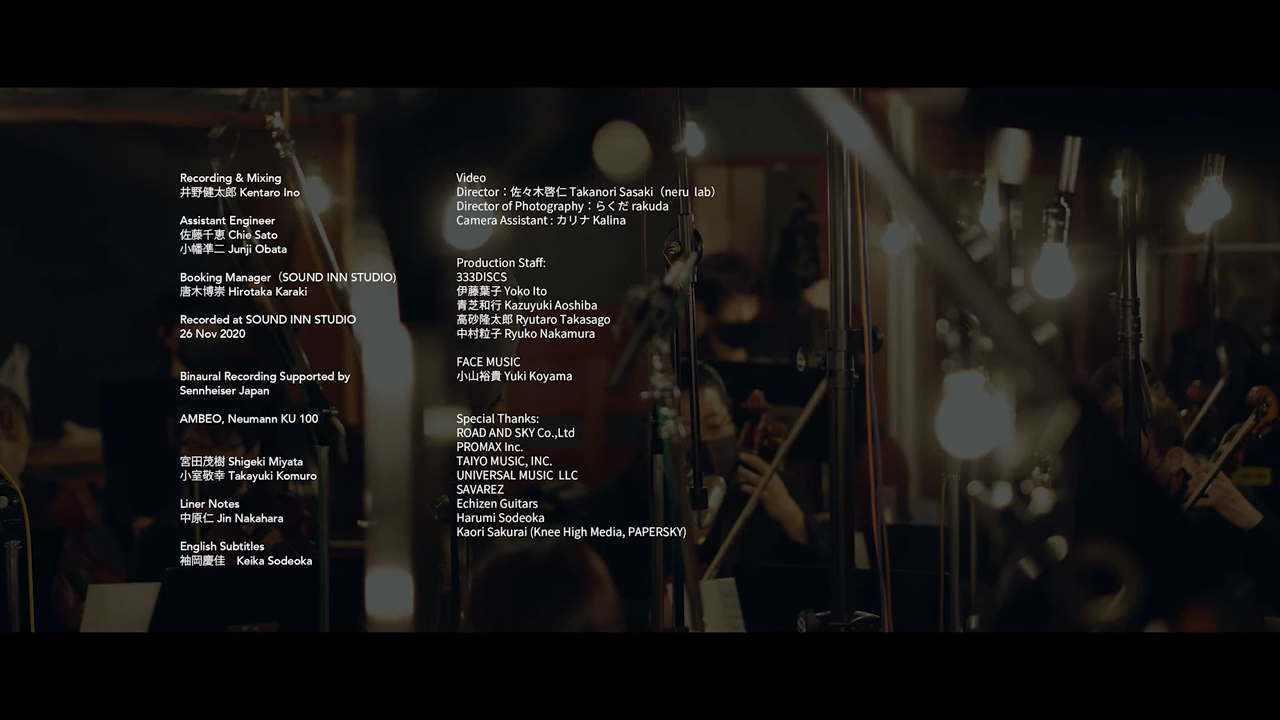 Recording & Mixing
井野健太郎 Kentaro Ino
Assistant Engineer
佐藤千恵 Chie Sato
小幡凖二 Junji Obata
Booking Manager（SOUND INN STUDIO)
唐木博崇 Hirotaka Karaki
Recorded at SOUND INN STUDIO
26 Nov 2020
Binaural Recording Supported by
Sennheiser Japan
AMBEO, Neumann KU 100
宮田茂樹 Shigeki Miyata
小室敬幸 Takayuki Komuro
Liner Notes
中原仁 Jin Nakahara
English Subtitles
袖岡慶佳　Keika Sodeoka
Video
Director：佐々木啓仁 Takanori Sasaki（neru lab）
Director of Photography：らくだ rakuda
Camera Assistant : カリナ Kalina
Production Staff:
333DISCS
伊藤葉子 Yoko Ito
青芝和行 Kazuyuki Aoshiba
高砂隆太郎 Ryutaro Takasago
中村粒子 Ryuko Nakamura
FACE MUSIC
小山裕貴 Yuki Koyama
Special Thanks:
ROAD AND SKY Co.,Ltd
PROMAX Inc.
TAIYO MUSIC, INC.
UNIVERSAL MUSIC LLC
SAVAREZ
Echizen Guitars
Harumi Sodeoka
Kaori Sakurai (Knee High Media, PAPERSKY)